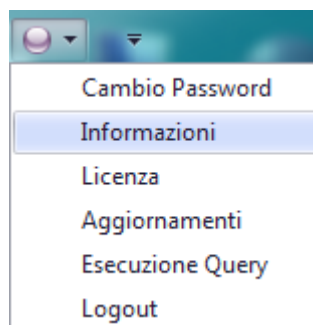 Cambio Password
Informazioni
Licenza
Aggiornamenti
Esecuzione Query
Logout